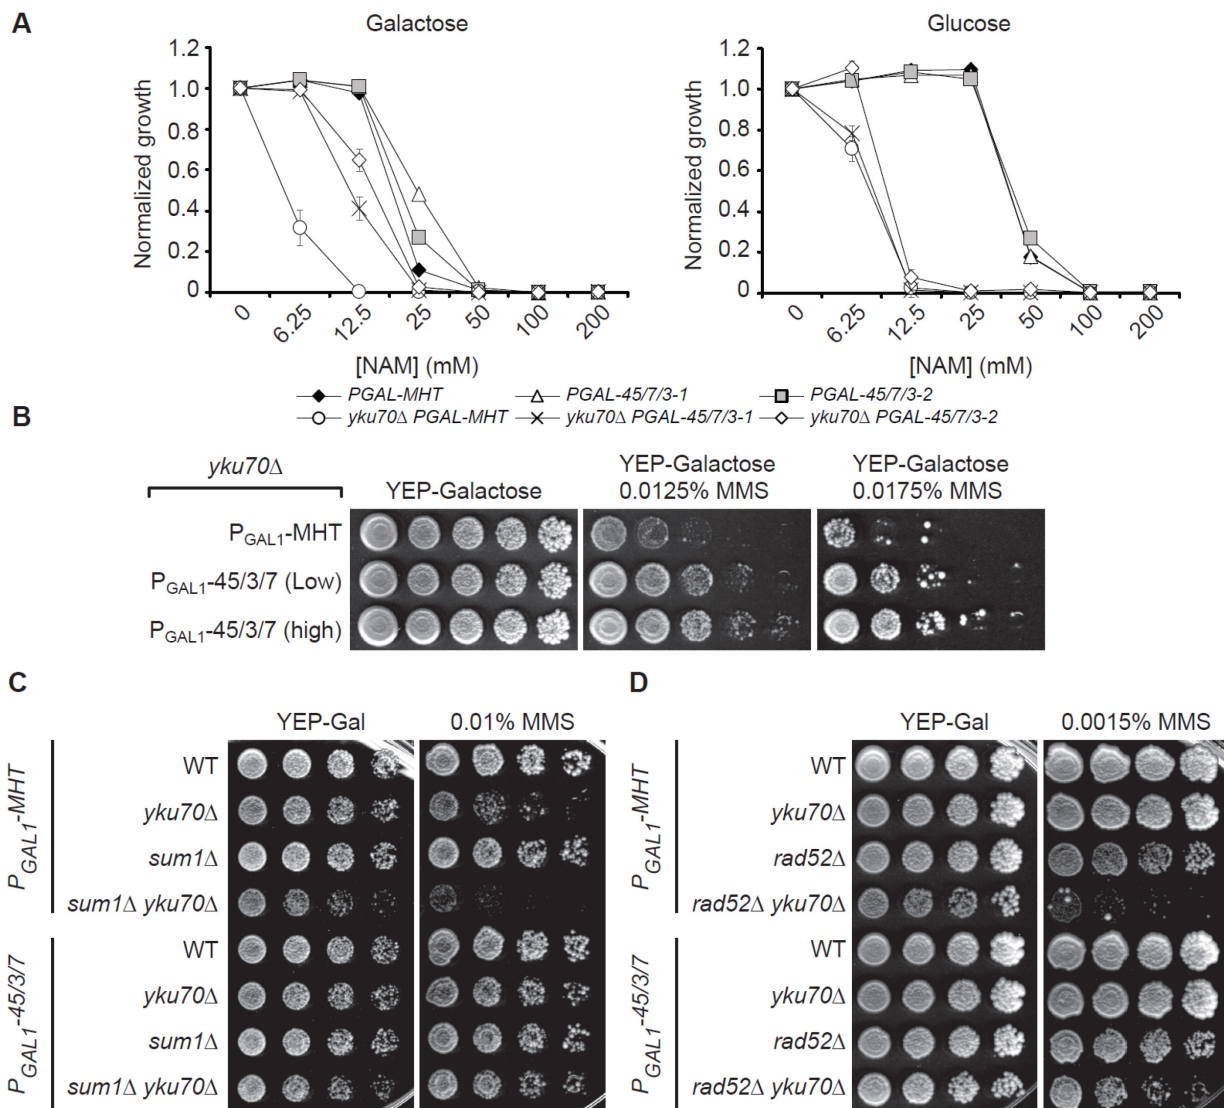 A
Galactose
Glucose
Normalized growth
1.2
1.0
0.8
0.6
0.4
0.2
0
0
6.25
12.5
25
50
100
200
[NAM] (mM)
Normalized growth
1.2
1.0
0.8
0.6
0.4
0.2
0
0
6.25
12.5
25
50
100
200
[NAM] (mM)
PGAL-MHT
PGAL-45/7/3-1
PGAL-45/7/3-2
yku70Δ PGAL-MHT
yku70Δ PGAL-45/7/3-1
yku70Δ PGAL-45/7/3-2
B
yku70Δ
YEP-Galactose
YEP-Galactose
0.0125% MMS
YEP-Galactose
0.0175% MMS
PGAL1-MHT
PGAL1-45/3/7 (Low)
PGAL1-45/3/7 (high)
C
YEP-Gal
0.01% MMS
PGAL1-MHT
WT
yku70Δ
sum1Δ
sum1Δ yku70Δ
PGAL1-45/3/7
WT
yku70Δ
sum1Δ
sum1Δ yku70Δ
D
YEP-Gal
0.0015% MMS
PGAL1-MHT
WT
yku70Δ
rad52Δ
rad52Δ yku70Δ
PGAL1-45/3/7
WT
yku70Δ
rad52Δ
rad52Δ yku70Δ